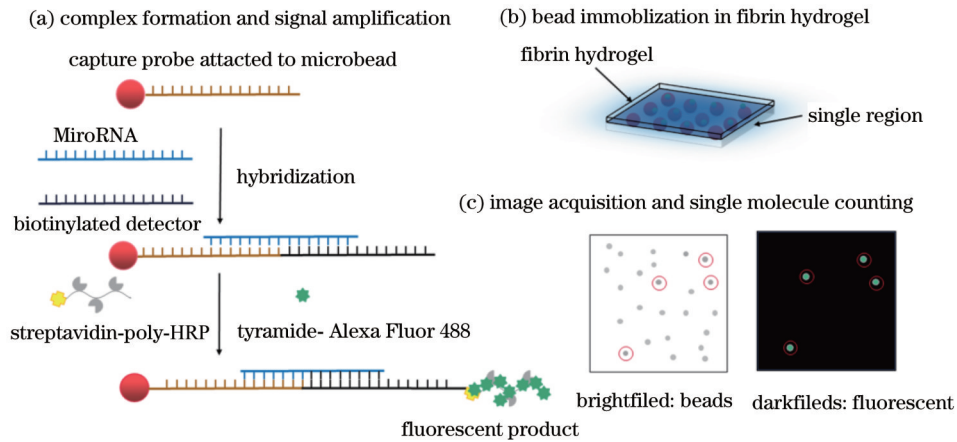 (a) complex formation and signal amplification
capture probe attacted to microbead
MiroRNA
hybridization
biotinylated detector
streptavidin-poly-HRP
tyramide- Alexa Fluor 488
fluorescent product
(b) bead immoblization in fibrin hydrogel
fibrin hydrogel
single region
(c) image acquisition and single molecule counting
brightfiled: beads
darkfileds: fluorescent